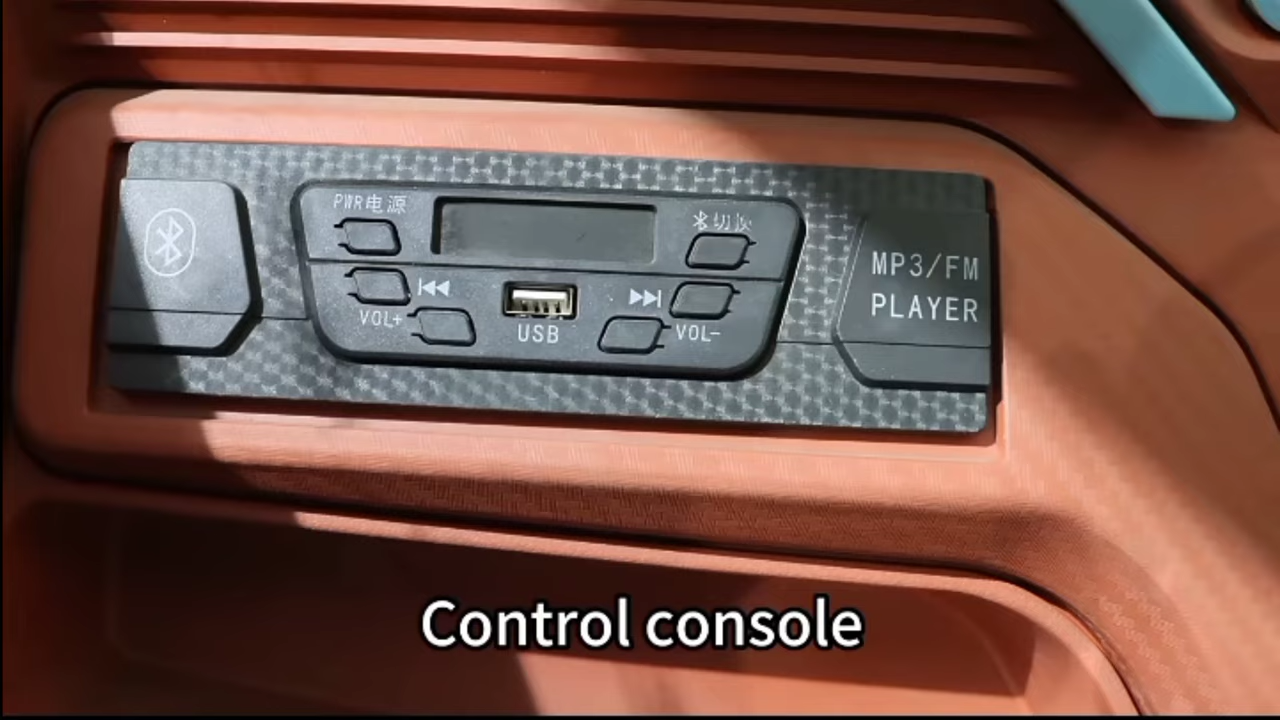 PWR电源
切换
MP3/FM
PLAYER
VOL+
USB
VOL-
Control console